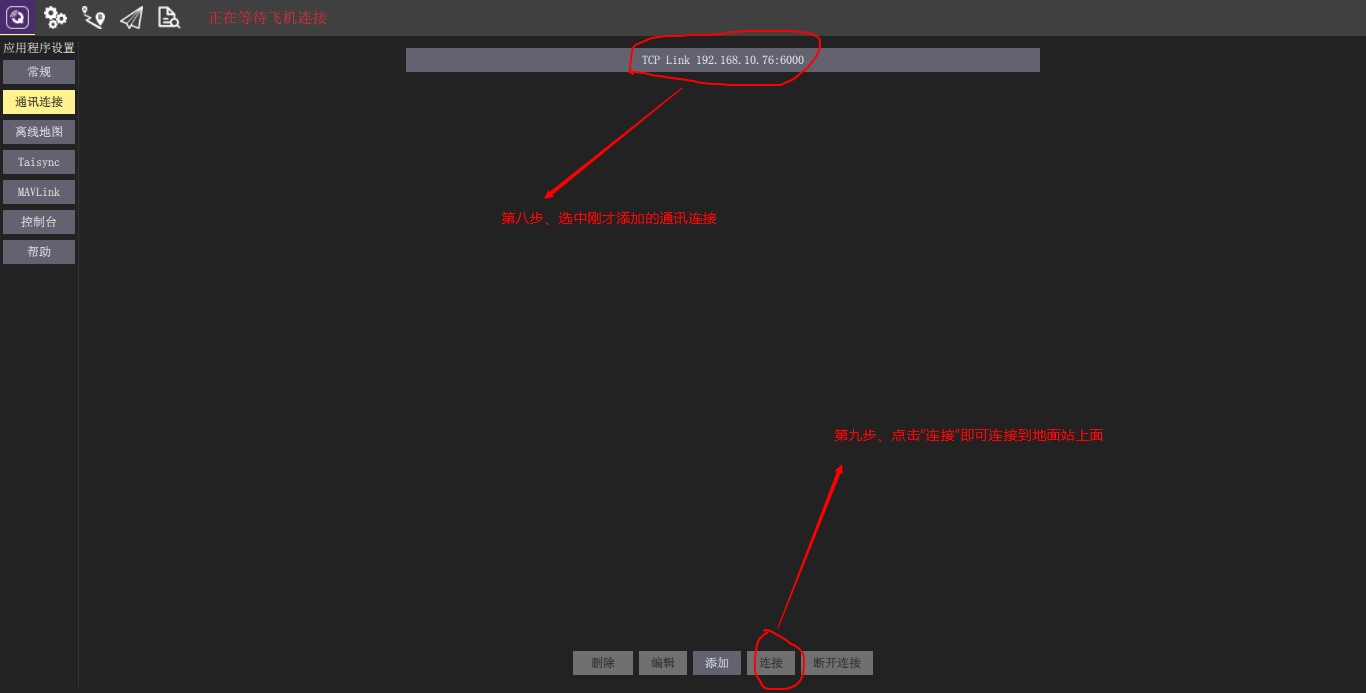 正在等待飞机连接
应用程序设置
常规
通讯连接
离线地图
Taisync
MAVLink
控制台
帮助
TCP Link 192.168.10.76:6000
第八步、选中刚才添加的通讯连接
第九步、点击“连接”即可连接到地面站上面
删除
编辑
添加
连接
断开连接